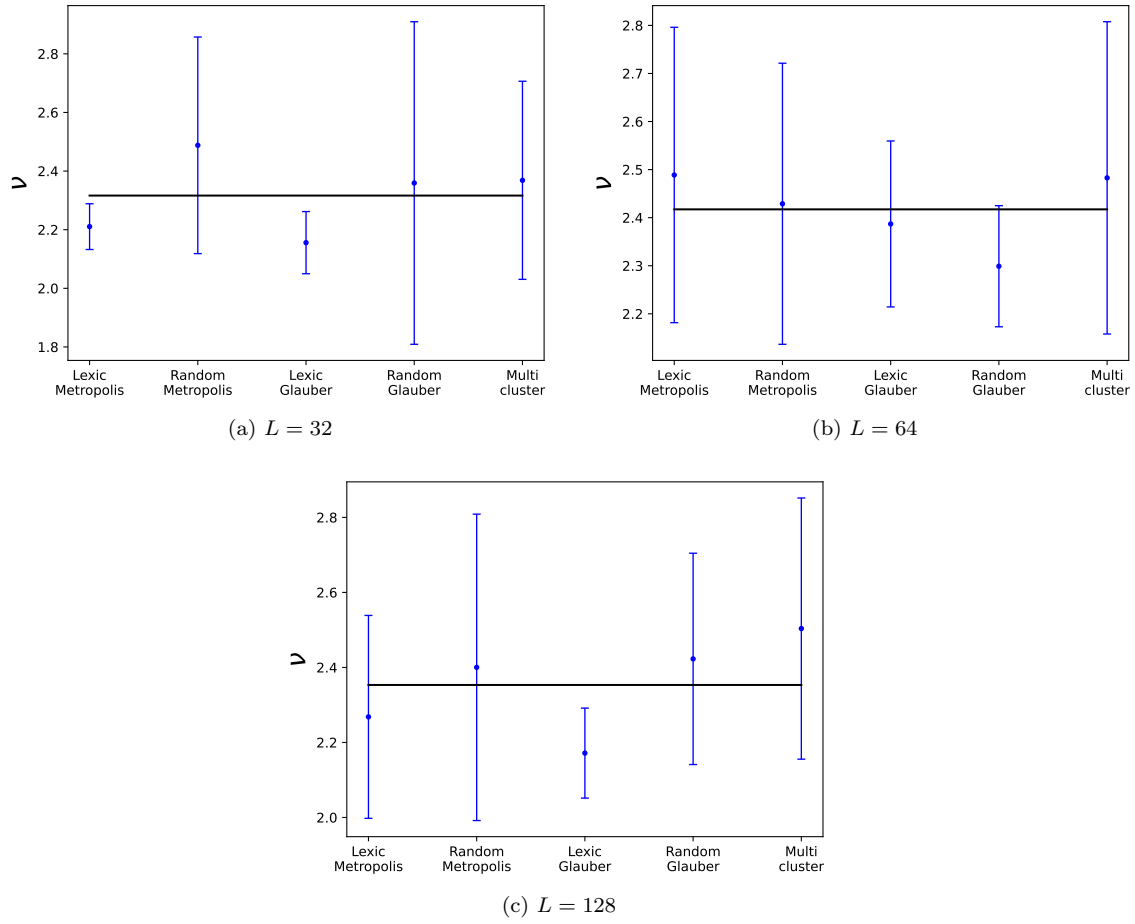 2.8
2.6
2.4
2.2
2.0
1.8
ν
Lexic
Metropolis
Random
Metropolis
Lexic
Glauber
Random
Glauber
Multi
cluster
(a) L = 32
2.8
2.7
2.6
2.5
2.4
2.3
2.2
ν
Lexic
Metropolis
Random
Metropolis
Lexic
Glauber
Random
Glauber
Multi
cluster
(b) L = 64
2.8
2.6
2.4
2.2
2.0
ν
Lexic
Metropolis
Random
Metropolis
Lexic
Glauber
Random
Glauber
Multi
cluster
(c) L = 128